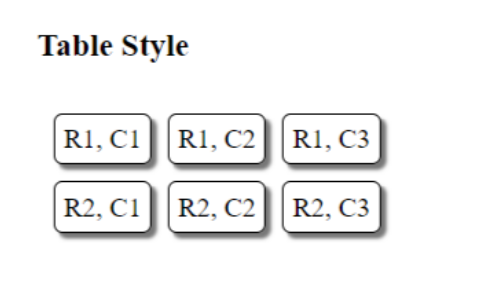 Table Style
R1, C1 R1, C2 R1, C3
R2, C1 R2, C2 R2, C3